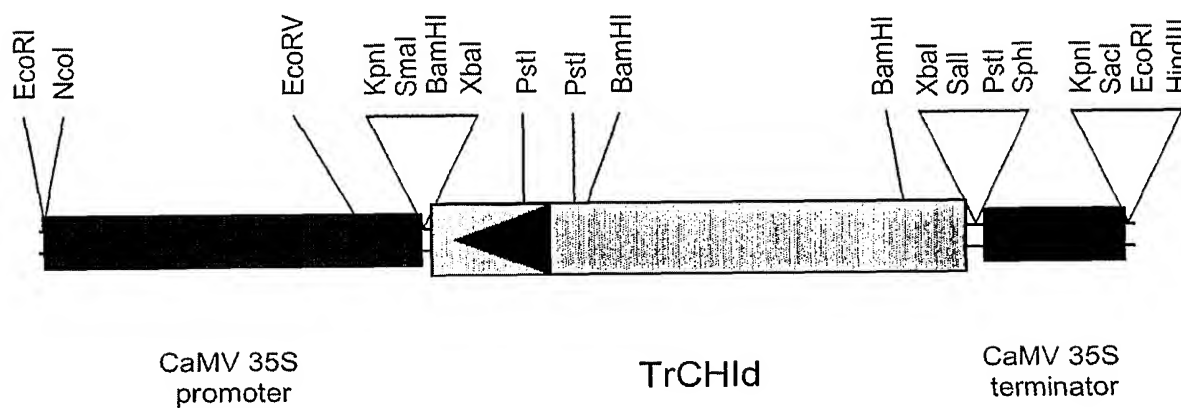 EcoRI
NcoI
EcoRV
KpnI
SmaI
BamHI
XbaI
PstI
PstI
BamHI
BamHI
XbaI
SalI
PstI
SphI
KpnI
SacI
EcoRI
HindIII
CaMV 35S
promoter
TrCHId
CaMV 35S
terminator